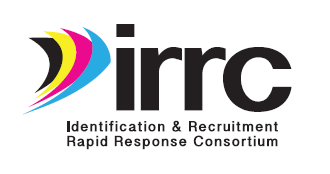 irrc
Identification & Recruitment
Rapid Response Consortium